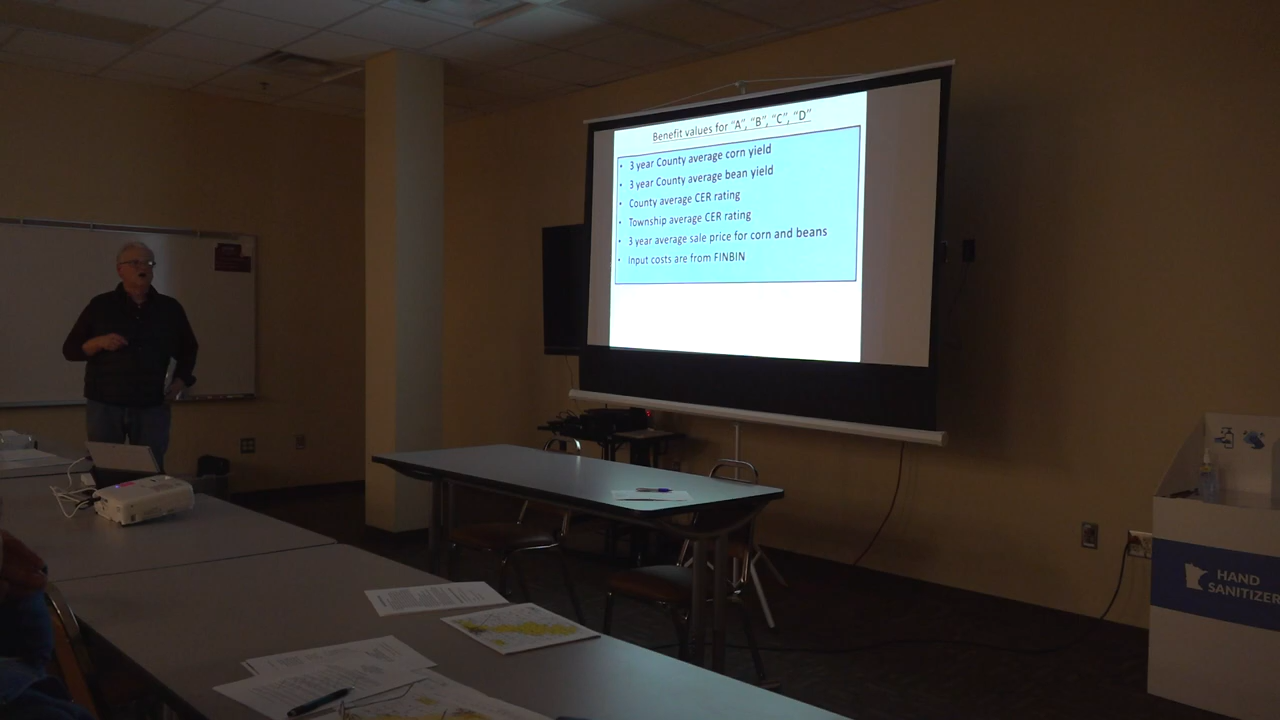 Benefit values for "A", "B", "C", "D"
• 3 year County average corn yield
• 3 year County average bean yield
• County average CER rating
• Township average CER rating
• 3 year average sale price for corn and beans
• Input costs are from FINBIN
HAND
SANITIZER